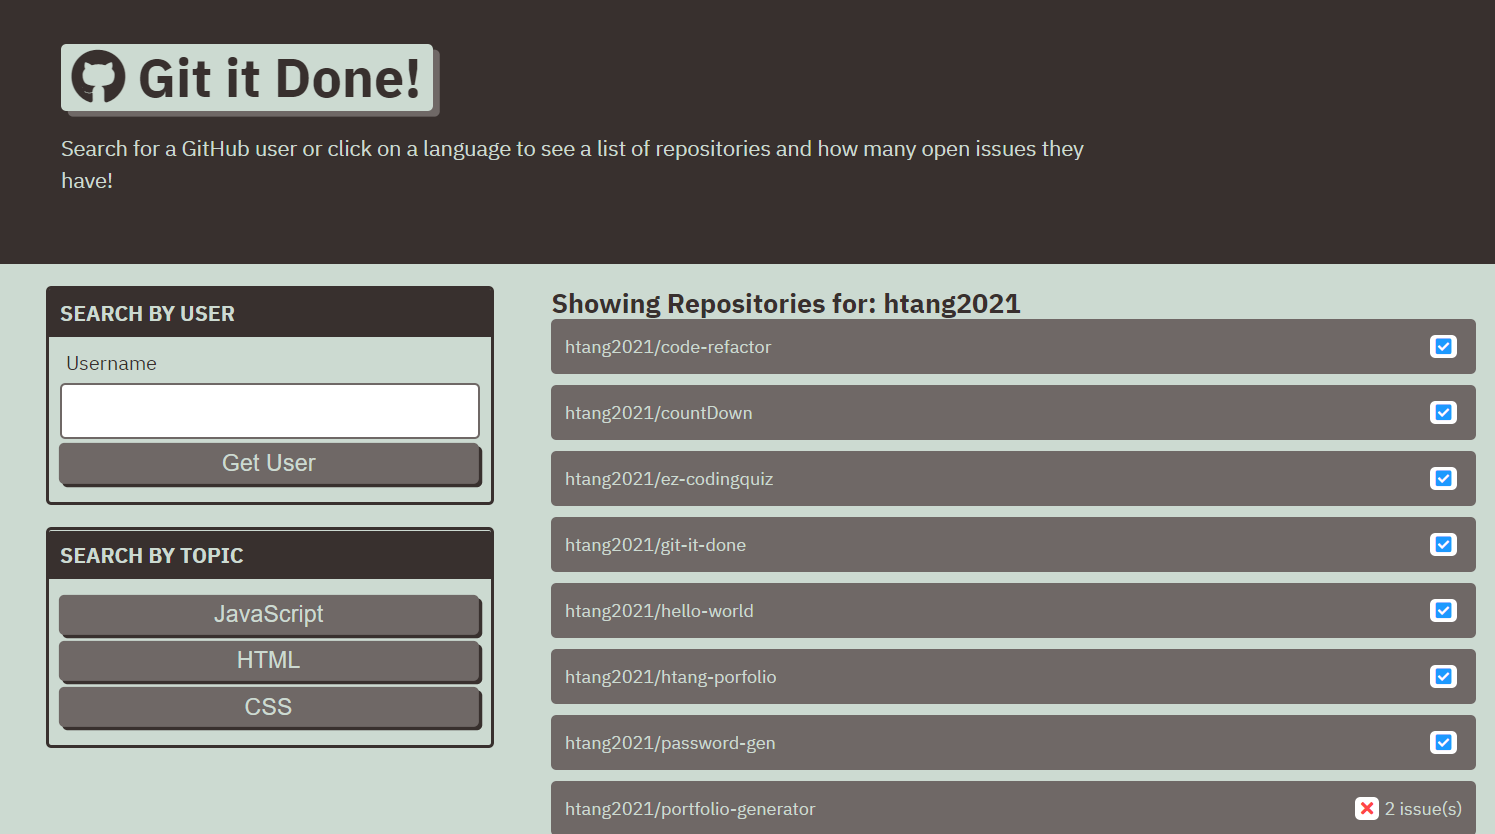 Git it Done!
Search for a GitHub user or click on a language to see a list of repositories and how many open issues they
have!
SEARCH BY USER
Username
Get User
SEARCH BY TOPIC
JavaScript
HTML
CSS
Showing Repositories for: htang2021
htang2021/code-refactor
htang2021/countDown
htang2021/ez-codingquiz
htang2021/git-it-done
htang2021/hello-world
htang2021/htang-porfolio
htang2021/password-gen
htang2021/portfolio-generator 2 issue(s)